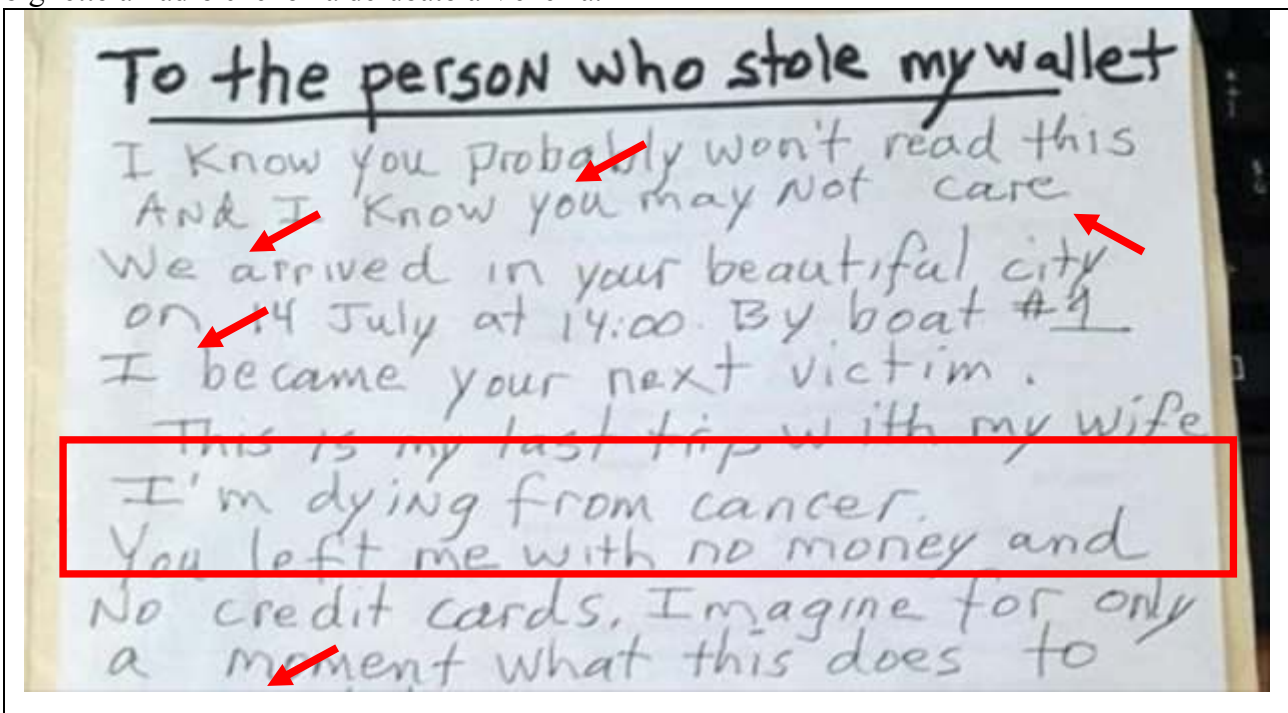 To the person who stole my wallet
I Know you probably won't read this
And I Know you may Not care
We arrived in your beautiful city
on 14 July at 14:00. By boat #4
I became your next victim.
This is my last trip with my wife
I'm dying from cancer.
You left me with no money and
No credit cards. Imagine for only
a moment what this does to